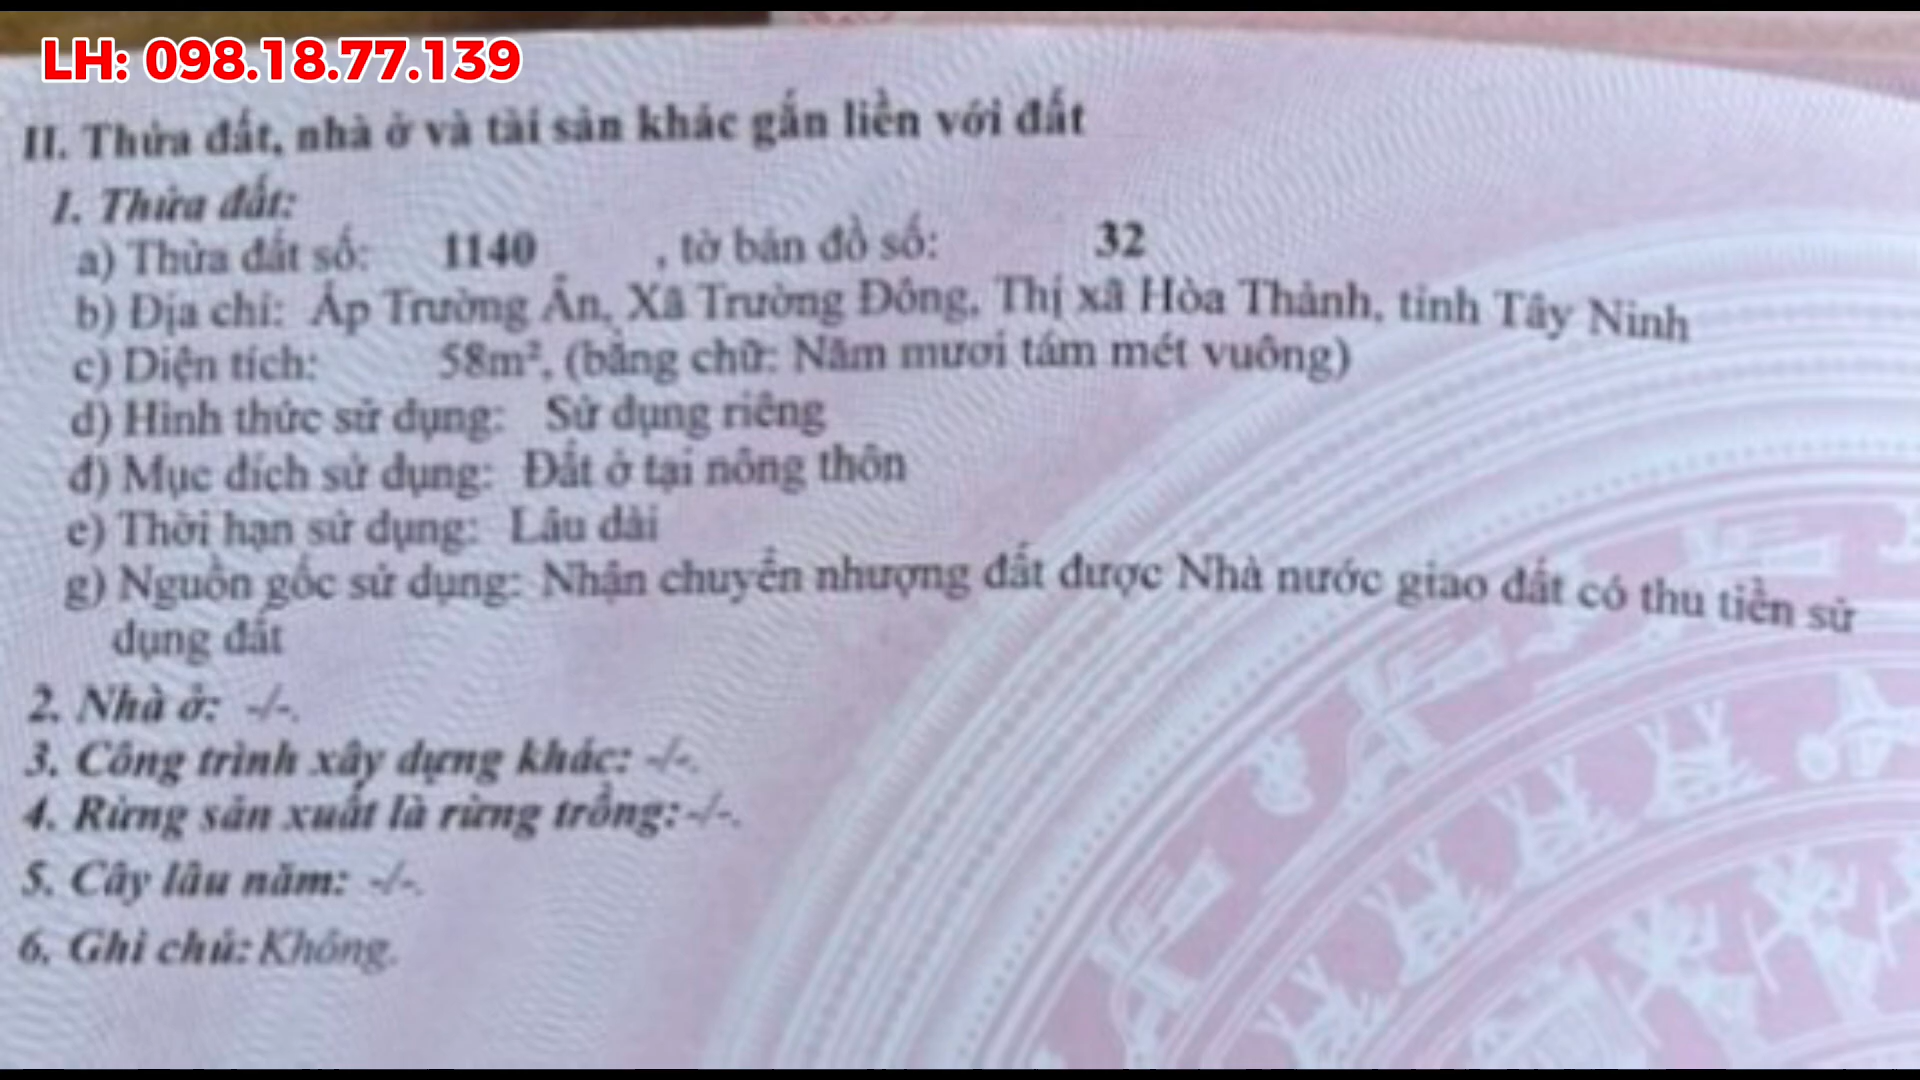 LH: 098.18.77.139
II. Thửa đất, nhà ở và tài sản khác gắn liền với đất
1. Thửa đất:
a) Thửa đất số: 1140 , tờ bản đồ số: 32
b) Địa chỉ: Ấp Trường Ân, Xã Trường Đông, Thị xã Hòa Thành, tỉnh Tây Ninh
c) Diện tích: 58m², (bằng chữ: Năm mươi tám mét vuông)
d) Hình thức sử dụng: Sử dụng riêng
đ) Mục đích sử dụng: Đất ở tại nông thôn
e) Thời hạn sử dụng: Lâu dài
g) Nguồn gốc sử dụng: Nhận chuyển nhượng đất được Nhà nước giao đất có thu tiền sử
dụng đất
2. Nhà ở: -/-.
3. Công trình xây dựng khác: -/-.
4. Rừng sản xuất là rừng trồng: -/-.
5. Cây lâu năm: -/-.
6. Ghi chú: Không.